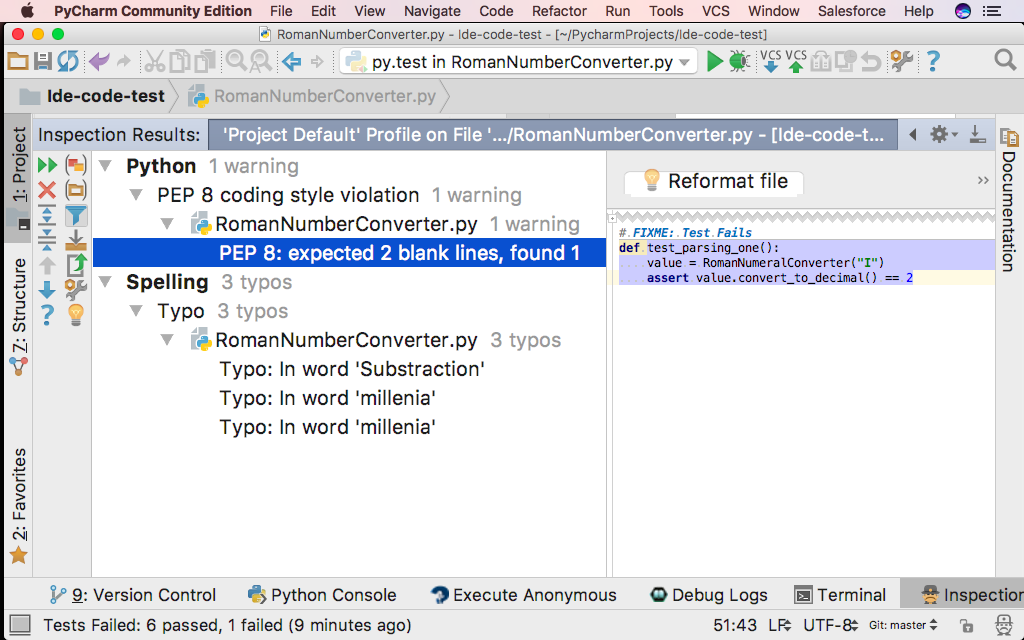 PyCharm Community Edition File Edit View Navigate Code Refactor Run Tools VCS Window Salesforce Help
RomanNumberConverter.py - Ide-code-test - [~/PycharmProjects/Ide-code-test]
py.test in RomanNumberConverter.py VCS VCS ?
Ide-code-test RomanNumberConverter.py
Inspection Results: 'Project Default' Profile on File '.../RomanNumberConverter.py - [Ide-code-t...
1: Project
Z: Structure
2: Favorites
Documentation
Python 1 warning
PEP 8 coding style violation 1 warning
RomanNumberConverter.py 1 warning
PEP 8: expected 2 blank lines, found 1
Spelling 3 typos
Typo 3 typos
RomanNumberConverter.py 3 typos
Typo: In word 'Substraction'
Typo: In word 'millenia'
Typo: In word 'millenia'
?
Reformat file »
# FIXME: Test Fails
def test_parsing_one():
value = RomanNumeralConverter("I")
assert value.convert_to_decimal() == 2
9: Version Control Python Console Execute Anonymous Debug Logs Terminal Inspection
Tests Failed: 6 passed, 1 failed (9 minutes ago) 51:43 LF UTF-8 Git: master